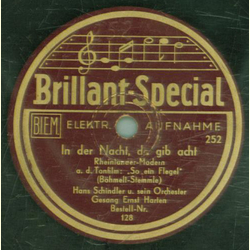 Brillant-Special
BIEM ELEKTR. AUFNAHME
252
In der Nacht, da gib acht
Rheinländer-Modern
a. d. Tonfilm: „So ein Flegel"
(Böhmelt-Stemmle)
Hans Schindler u. sein Orchester
Gesang Ernst Harten
Bestell-Nr.
128